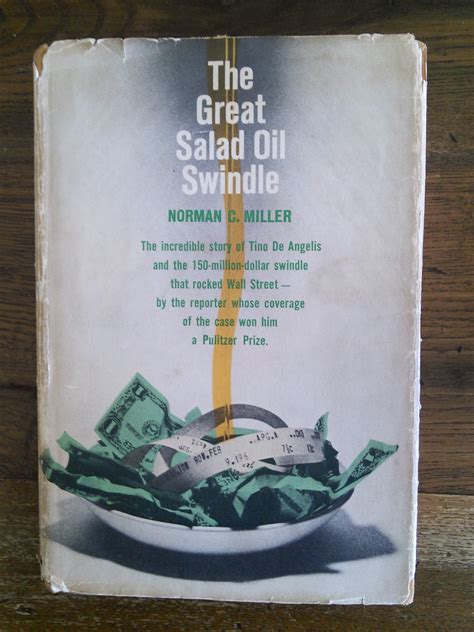 The
Great
Salad Oil
Swindle
NORMAN C. MILLER
The incredible story of Tino De Angelis
and the 150-million-dollar swindle
that rocked Wall Street —
by the reporter whose coverage
of the case won him
a Pulitzer Prize.